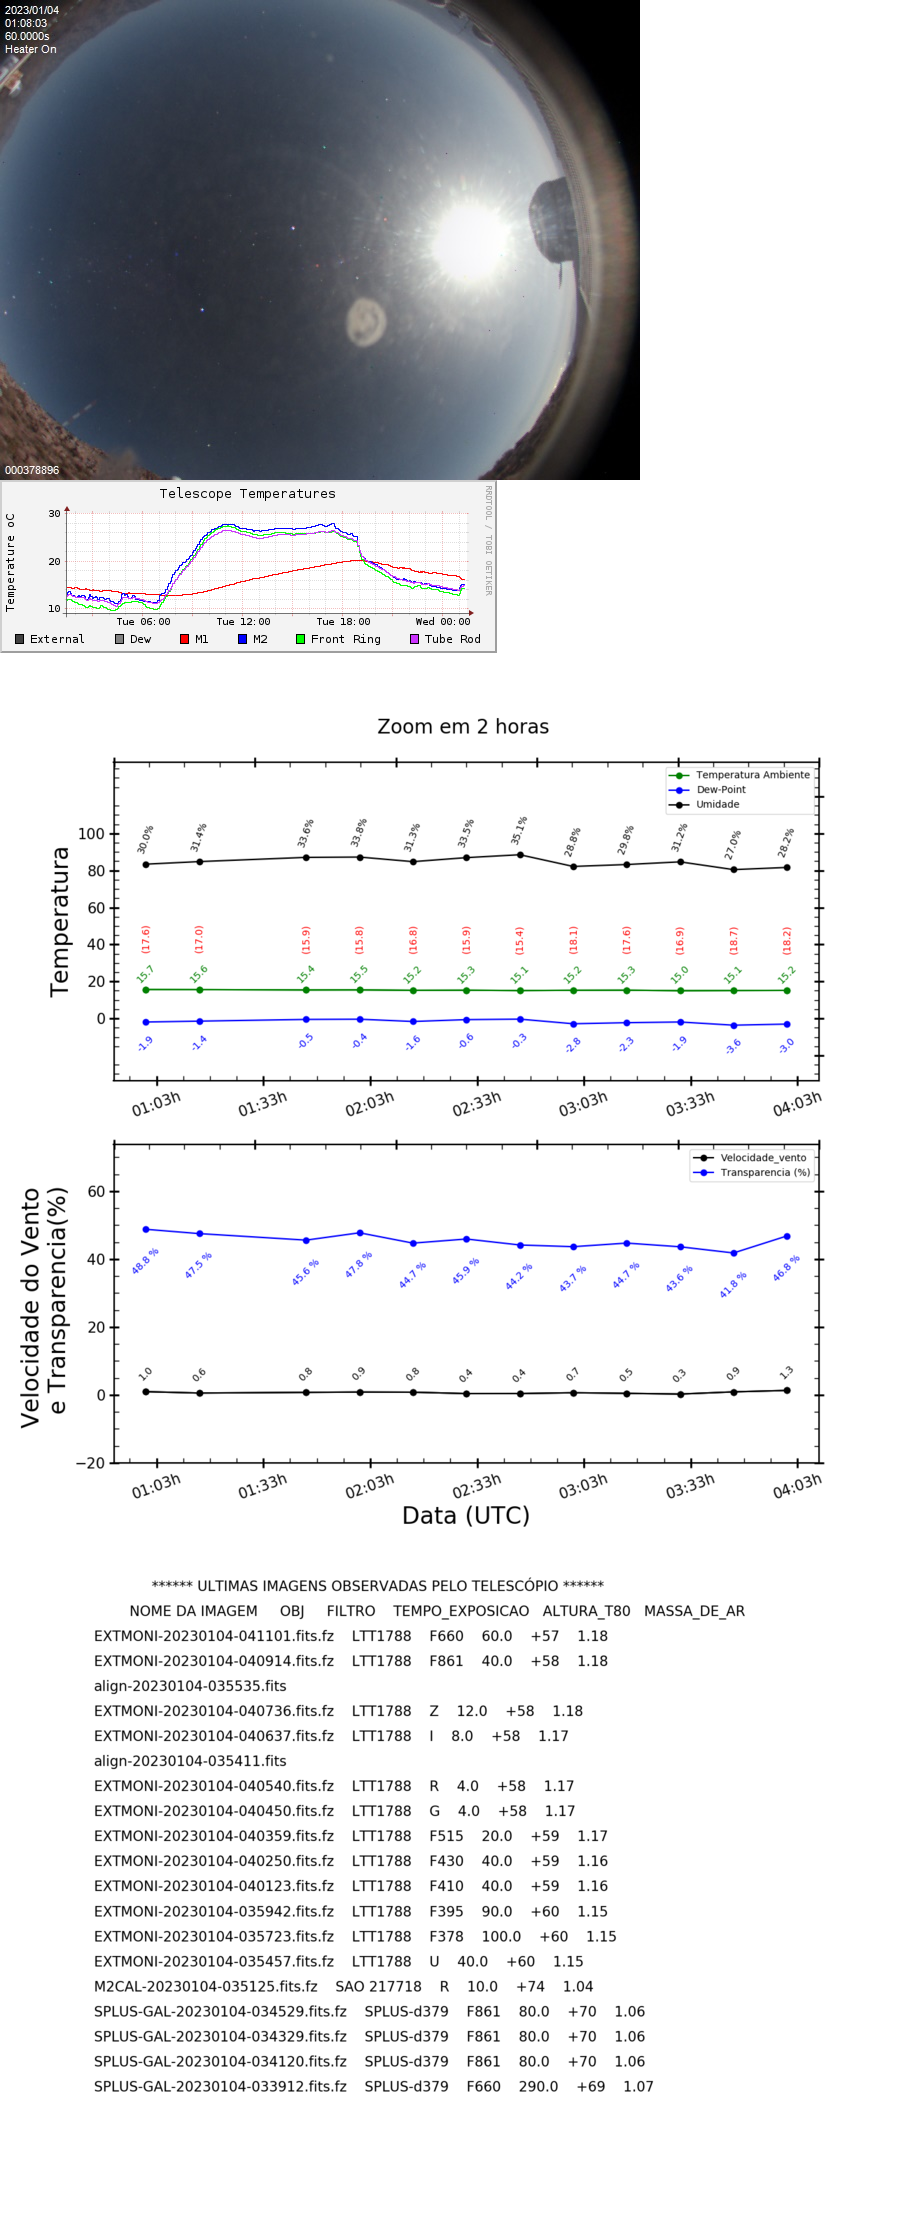 2023/01/04
01:08:03
60.0000s
Heater On
000378896
Telescope Temperatures
RRDTOOL / TOBI OETIKER
Temperature oC
30
20
10
Tue 06:00 Tue 12:00 Tue 18:00 Wed 00:00
External Dew M1 M2 Front Ring Tube Rod
Zoom em 2 horas
Temperatura Ambiente
Dew-Point
Umidade
Temperatura
100
80
60
40
20
0
30.0% 31.4% 33.6% 33.8% 31.3% 33.5% 35.1% 28.8% 29.8% 31.2% 27.0% 28.2%
(17.6) (17.0) (15.9) (15.8) (16.8) (15.9) (15.4) (18.1) (17.6) (16.9) (18.7) (18.2)
15.7 15.6 15.4 15.5 15.2 15.3 15.1 15.2 15.3 15.0 15.1 15.2
-1.9 -1.4 -0.5 -0.4 -1.6 -0.6 -0.3 -2.8 -2.3 -1.9 -3.6 -3.0
01:03h 01:33h 02:03h 02:33h 03:03h 03:33h 04:03h
Velocidade_vento
Transparencia (%)
Velocidade do Vento
e Transparencia(%)
60
40
20
0
−20
48.8 % 47.5 % 45.6 % 47.8 % 44.7 % 45.9 % 44.2 % 43.7 % 44.7 % 43.6 % 41.8 % 46.8 %
1.0 0.6 0.8 0.9 0.8 0.4 0.4 0.7 0.5 0.3 0.9 1.3
01:03h 01:33h 02:03h 02:33h 03:03h 03:33h 04:03h
Data (UTC)
****** ULTIMAS IMAGENS OBSERVADAS PELO TELESCÓPIO ******
NOME DA IMAGEM OBJ FILTRO TEMPO_EXPOSICAO ALTURA_T80 MASSA_DE_AR
EXTMONI-20230104-041101.fits.fz LTT1788 F660 60.0 +57 1.18
EXTMONI-20230104-040914.fits.fz LTT1788 F861 40.0 +58 1.18
align-20230104-035535.fits
EXTMONI-20230104-040736.fits.fz LTT1788 Z 12.0 +58 1.18
EXTMONI-20230104-040637.fits.fz LTT1788 I 8.0 +58 1.17
align-20230104-035411.fits
EXTMONI-20230104-040540.fits.fz LTT1788 R 4.0 +58 1.17
EXTMONI-20230104-040450.fits.fz LTT1788 G 4.0 +58 1.17
EXTMONI-20230104-040359.fits.fz LTT1788 F515 20.0 +59 1.17
EXTMONI-20230104-040250.fits.fz LTT1788 F430 40.0 +59 1.16
EXTMONI-20230104-040123.fits.fz LTT1788 F410 40.0 +59 1.16
EXTMONI-20230104-035942.fits.fz LTT1788 F395 90.0 +60 1.15
EXTMONI-20230104-035723.fits.fz LTT1788 F378 100.0 +60 1.15
EXTMONI-20230104-035457.fits.fz LTT1788 U 40.0 +60 1.15
M2CAL-20230104-035125.fits.fz SAO 217718 R 10.0 +74 1.04
SPLUS-GAL-20230104-034529.fits.fz SPLUS-d379 F861 80.0 +70 1.06
SPLUS-GAL-20230104-034329.fits.fz SPLUS-d379 F861 80.0 +70 1.06
SPLUS-GAL-20230104-034120.fits.fz SPLUS-d379 F861 80.0 +70 1.06
SPLUS-GAL-20230104-033912.fits.fz SPLUS-d379 F660 290.0 +69 1.07